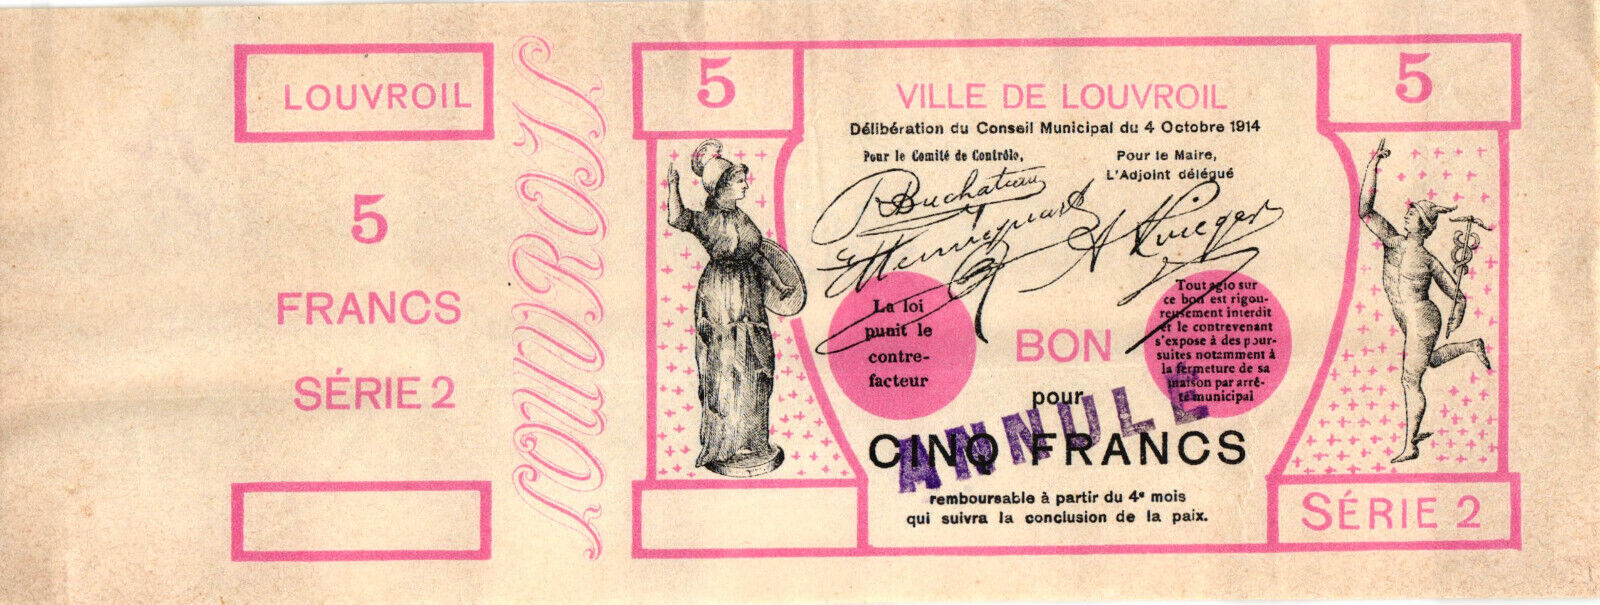 LOUVROIL
5
FRANCS
SÉRIE 2
LOUVROIL
5
5
VILLE DE LOUVROIL
Délibération du Conseil Municipal du 4 Octobre 1914
Pour le Comité de Contrôle,
Pour le Maire,
L'Adjoint délégué
La loi
punit le
contre-
facteur
BON
pour
CINQ FRANCS
ANNULÉ
Tout agio sur
ce bon est rigou-
reusement interdit
et le contrevenant
s'expose à des pour-
suites notamment à
la fermeture de sa
maison par arrê-
té municipal
remboursable à partir du 4e mois
qui suivra la conclusion de la paix.
SÉRIE 2